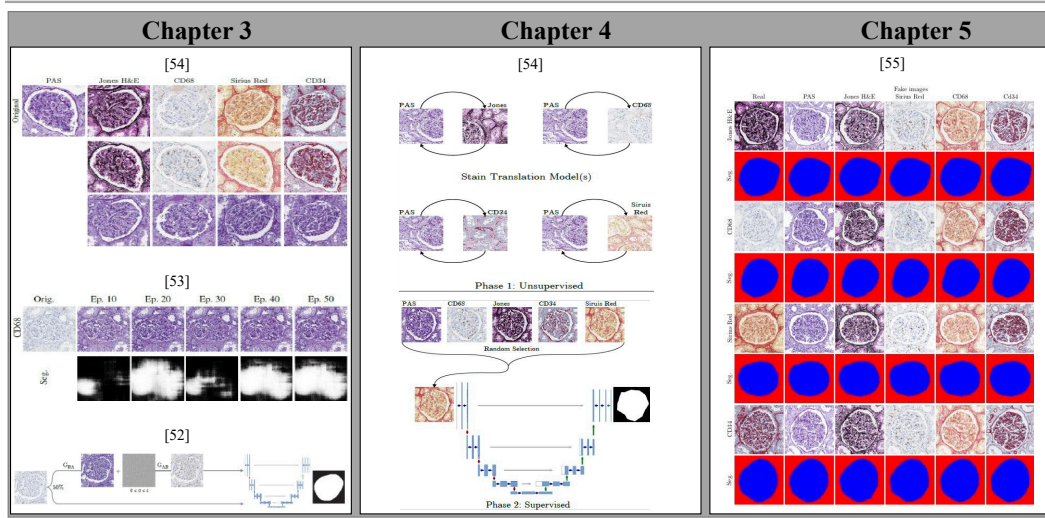 Chapter 3
[54]
PAS Jones H&E CD68 Sirius Red CD34
Original
[53]
Orig. Ep. 10 Ep. 20 Ep. 30 Ep. 40 Ep. 50
CD68
Seg.
[52]
50%
G_BA
+
G_AB
Chapter 4
[54]
PAS Jones PAS CD68
Stain Translation Model(s)
PAS CD34 PAS Siruis
Red
Phase 1: Unsupervised
PAS CD68 Jones CD34 Siruis Red
Random Selection
Phase 2: Supervised
Chapter 5
[55]
Fake images
Real PAS Jones H&E Sirius Red CD68 Cd34
Jones H&E
Seg.
CD68
Seg.
Sirius Red
Seg.
CD34
Seg.